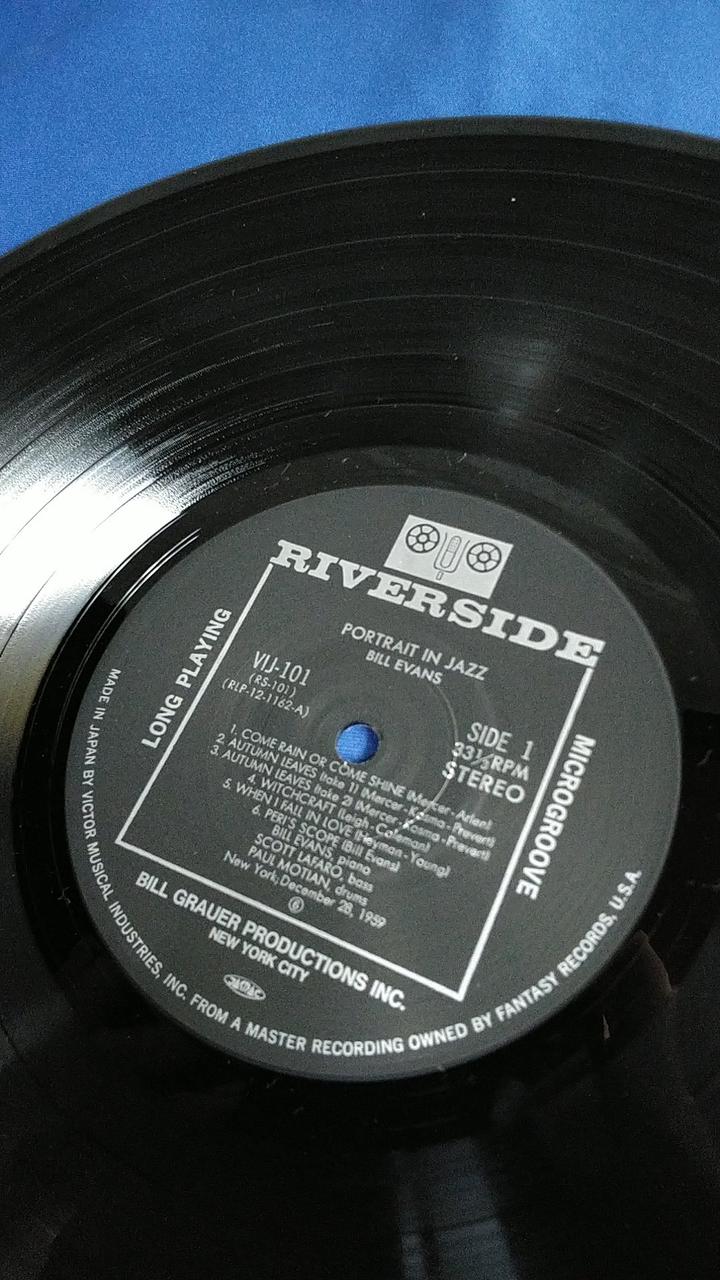 RIVERSIDE
PORTRAIT IN JAZZ
BILL EVANS
VIJ-101
(RS-101)
(RLP-12-1162-A)
SIDE 1
33⅓RPM
STEREO
LONG PLAYING
MICROGROOVE
1. COME RAIN OR COME SHINE (Mercer-Arlen)
2. AUTUMN LEAVES (take 1) (Mercer-Kosma-Prevert)
3. AUTUMN LEAVES (take 2) (Mercer-Kosma-Prevert)
4. WITCHCRAFT (Leigh-Coleman)
5. WHEN I FALL IN LOVE (Heyman-Young)
6. PERI'S SCOPE (Bill Evans)
BILL EVANS, piano
SCOTT LAFARO, bass
PAUL MOTIAN, drums
New York, December 28, 1959
BILL GRAUER PRODUCTIONS INC.
NEW YORK CITY
MADE IN JAPAN BY VICTOR MUSICAL INDUSTRIES, INC. FROM A MASTER RECORDING OWNED BY FANTASY RECORDS, U.S.A.